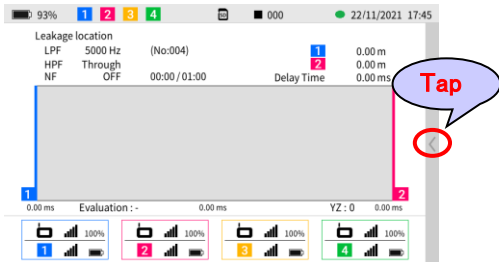 93% 1 2 3 4 000 22/11/2021 17:45
Leakage location
LPF 5000 Hz (No:004) 1 0.00 m
HPF Through 2 0.00 m
NF OFF 00:00 / 01:00 Delay Time 0.00 ms
Tap
1 2
0.00 ms Evaluation : - 0.00 ms YZ : 0 0.00 ms
100% 100% 100% 100%
1 2 3 4